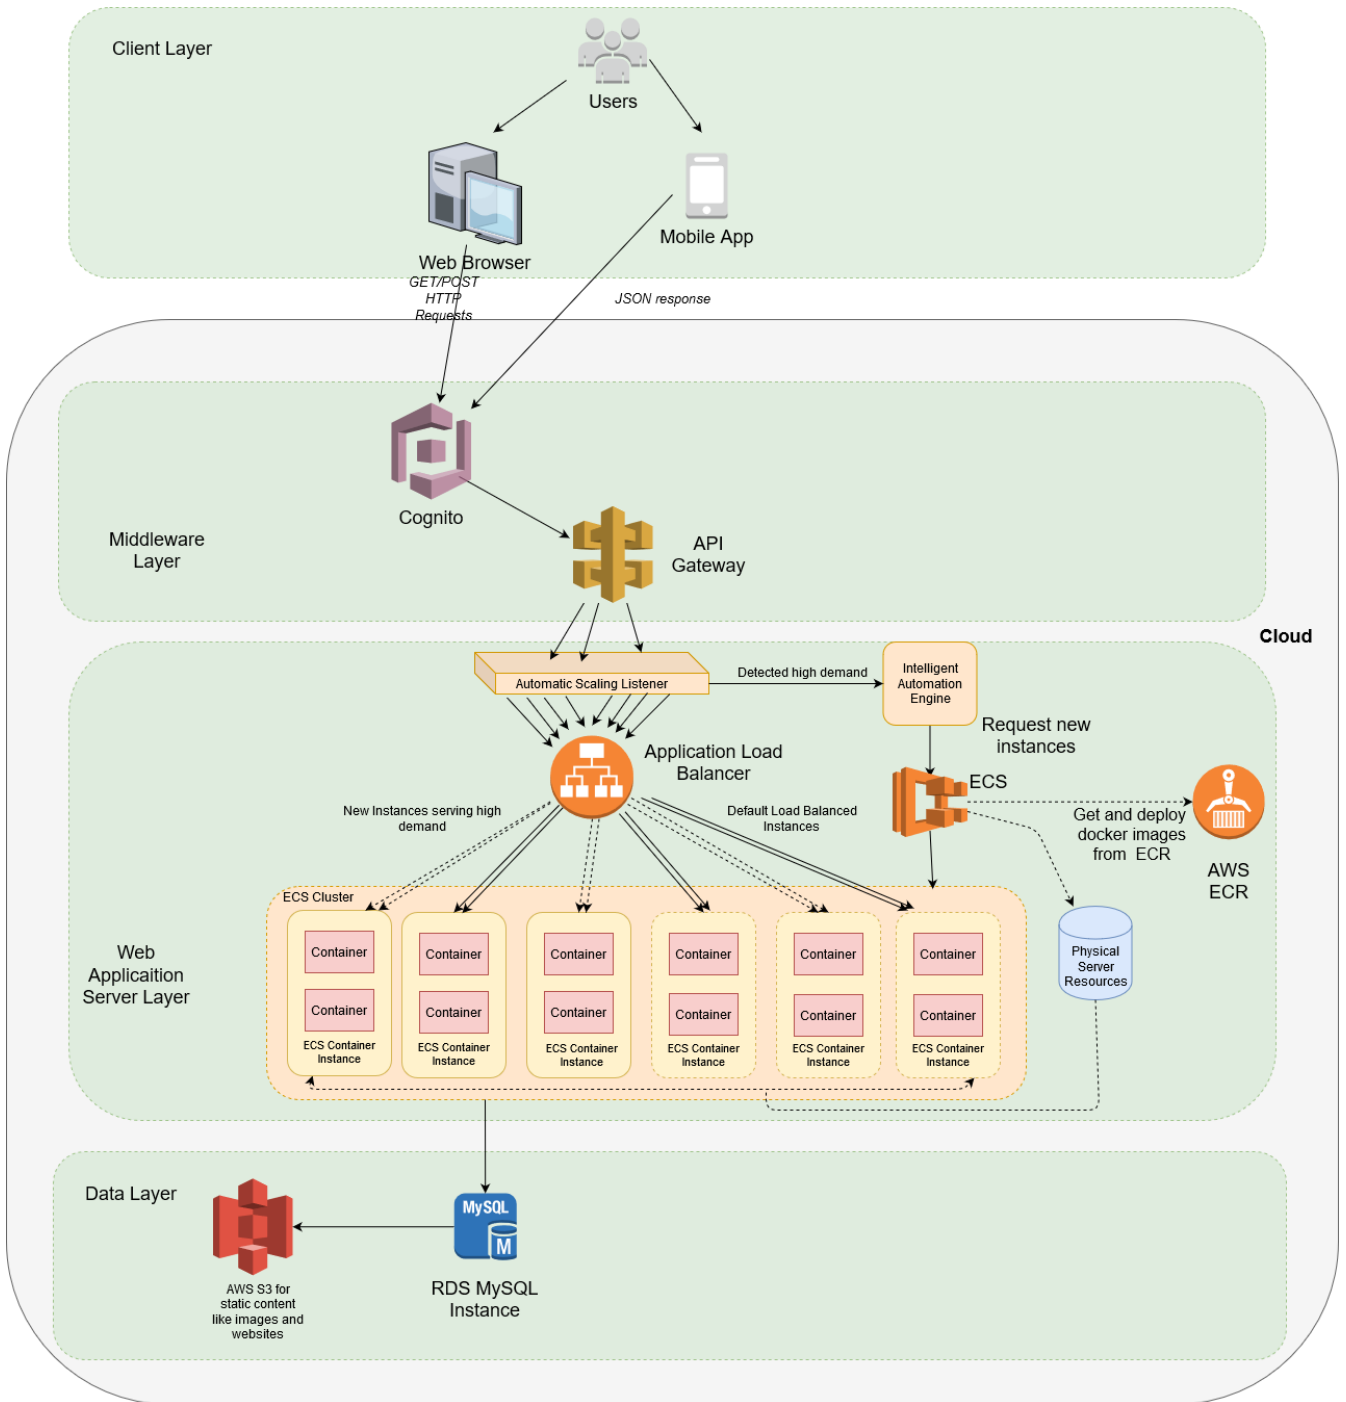 Client Layer
Users
Web Browser
GET/POST
HTTP
Requests
Mobile App
JSON response
Cloud
Middleware
Layer
Cognito
API
Gateway
Automatic Scaling Listener
Detected high demand
Intelligent
Automation
Engine
Request new
instances
Application Load
Balancer
ECS
New Instances serving high
demand
Default Load Balanced
Instances
Get and deploy
docker images
from ECR
AWS
ECR
Web
Applicaition
Server Layer
ECS Cluster
Container
Container
ECS Container
Instance
Container
Container
ECS Container
Instance
Container
Container
ECS Container
Instance
Container
Container
ECS Container
Instance
Container
Container
ECS Container
Instance
Container
Container
ECS Container
Instance
Physical
Server
Resources
Data Layer
AWS S3 for
static content
like images and
websites
MySQL
M
RDS MySQL
Instance